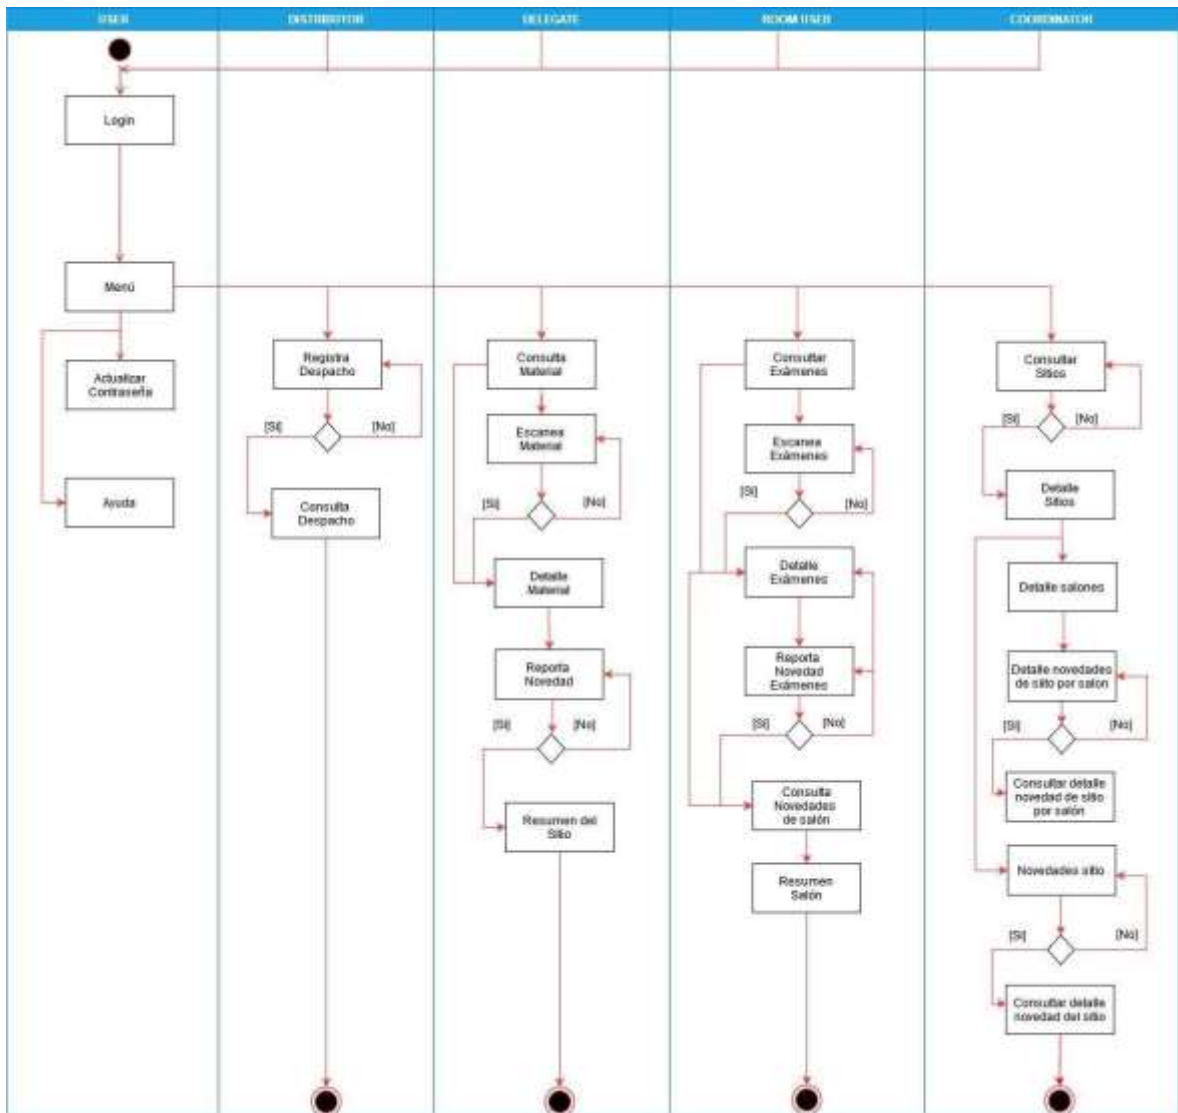 USER
DISTRIBUTOR
DELEGATE
ROOM USER
COORDINATOR
Login
Menú
Actualizar
Contraseña
Ayuda
Registra
Despacho
[Si]
[No]
Consulta
Despacho
Consulta
Material
Escanea
Material
[Si]
[No]
Detalle
Material
Reporta
Novedad
[Si]
[No]
Resumen del
Sitio
Consultar
Exámenes
Escanea
Exámenes
[Si]
[No]
Detalle
Exámenes
Reporta
Novedad
Exámenes
[Si]
[No]
Consulta
Novedades
de salón
Resumen
Salón
Consultar
Sitios
[Si]
[No]
Detalle
Sitios
Detalle salones
Detalle novedades
de siito por salon
[Si]
[No]
Consultar detalle
novedad de sitio
por salón
Novedades sitio
[Si]
[No]
Consultar detalle
novedad del sitio